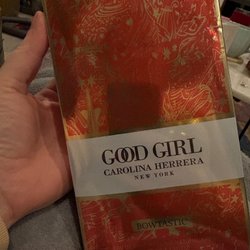 GOOD GIRL
CAROLINA HERRERA
NEW YORK
BOWTASTIC